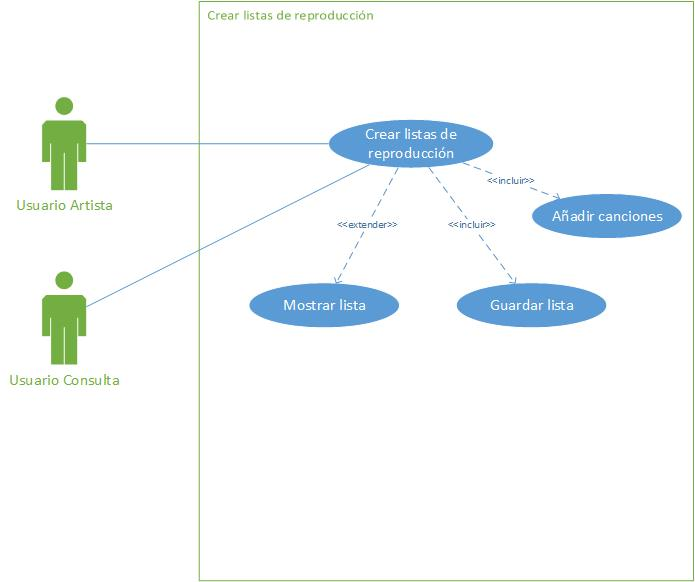 Crear listas de reproducción
Crear listas de
reproducción
<<incluir>>
Usuario Artista
Añadir canciones
<<extender>>
<<incluir>>
Mostrar lista
Guardar lista
Usuario Consulta